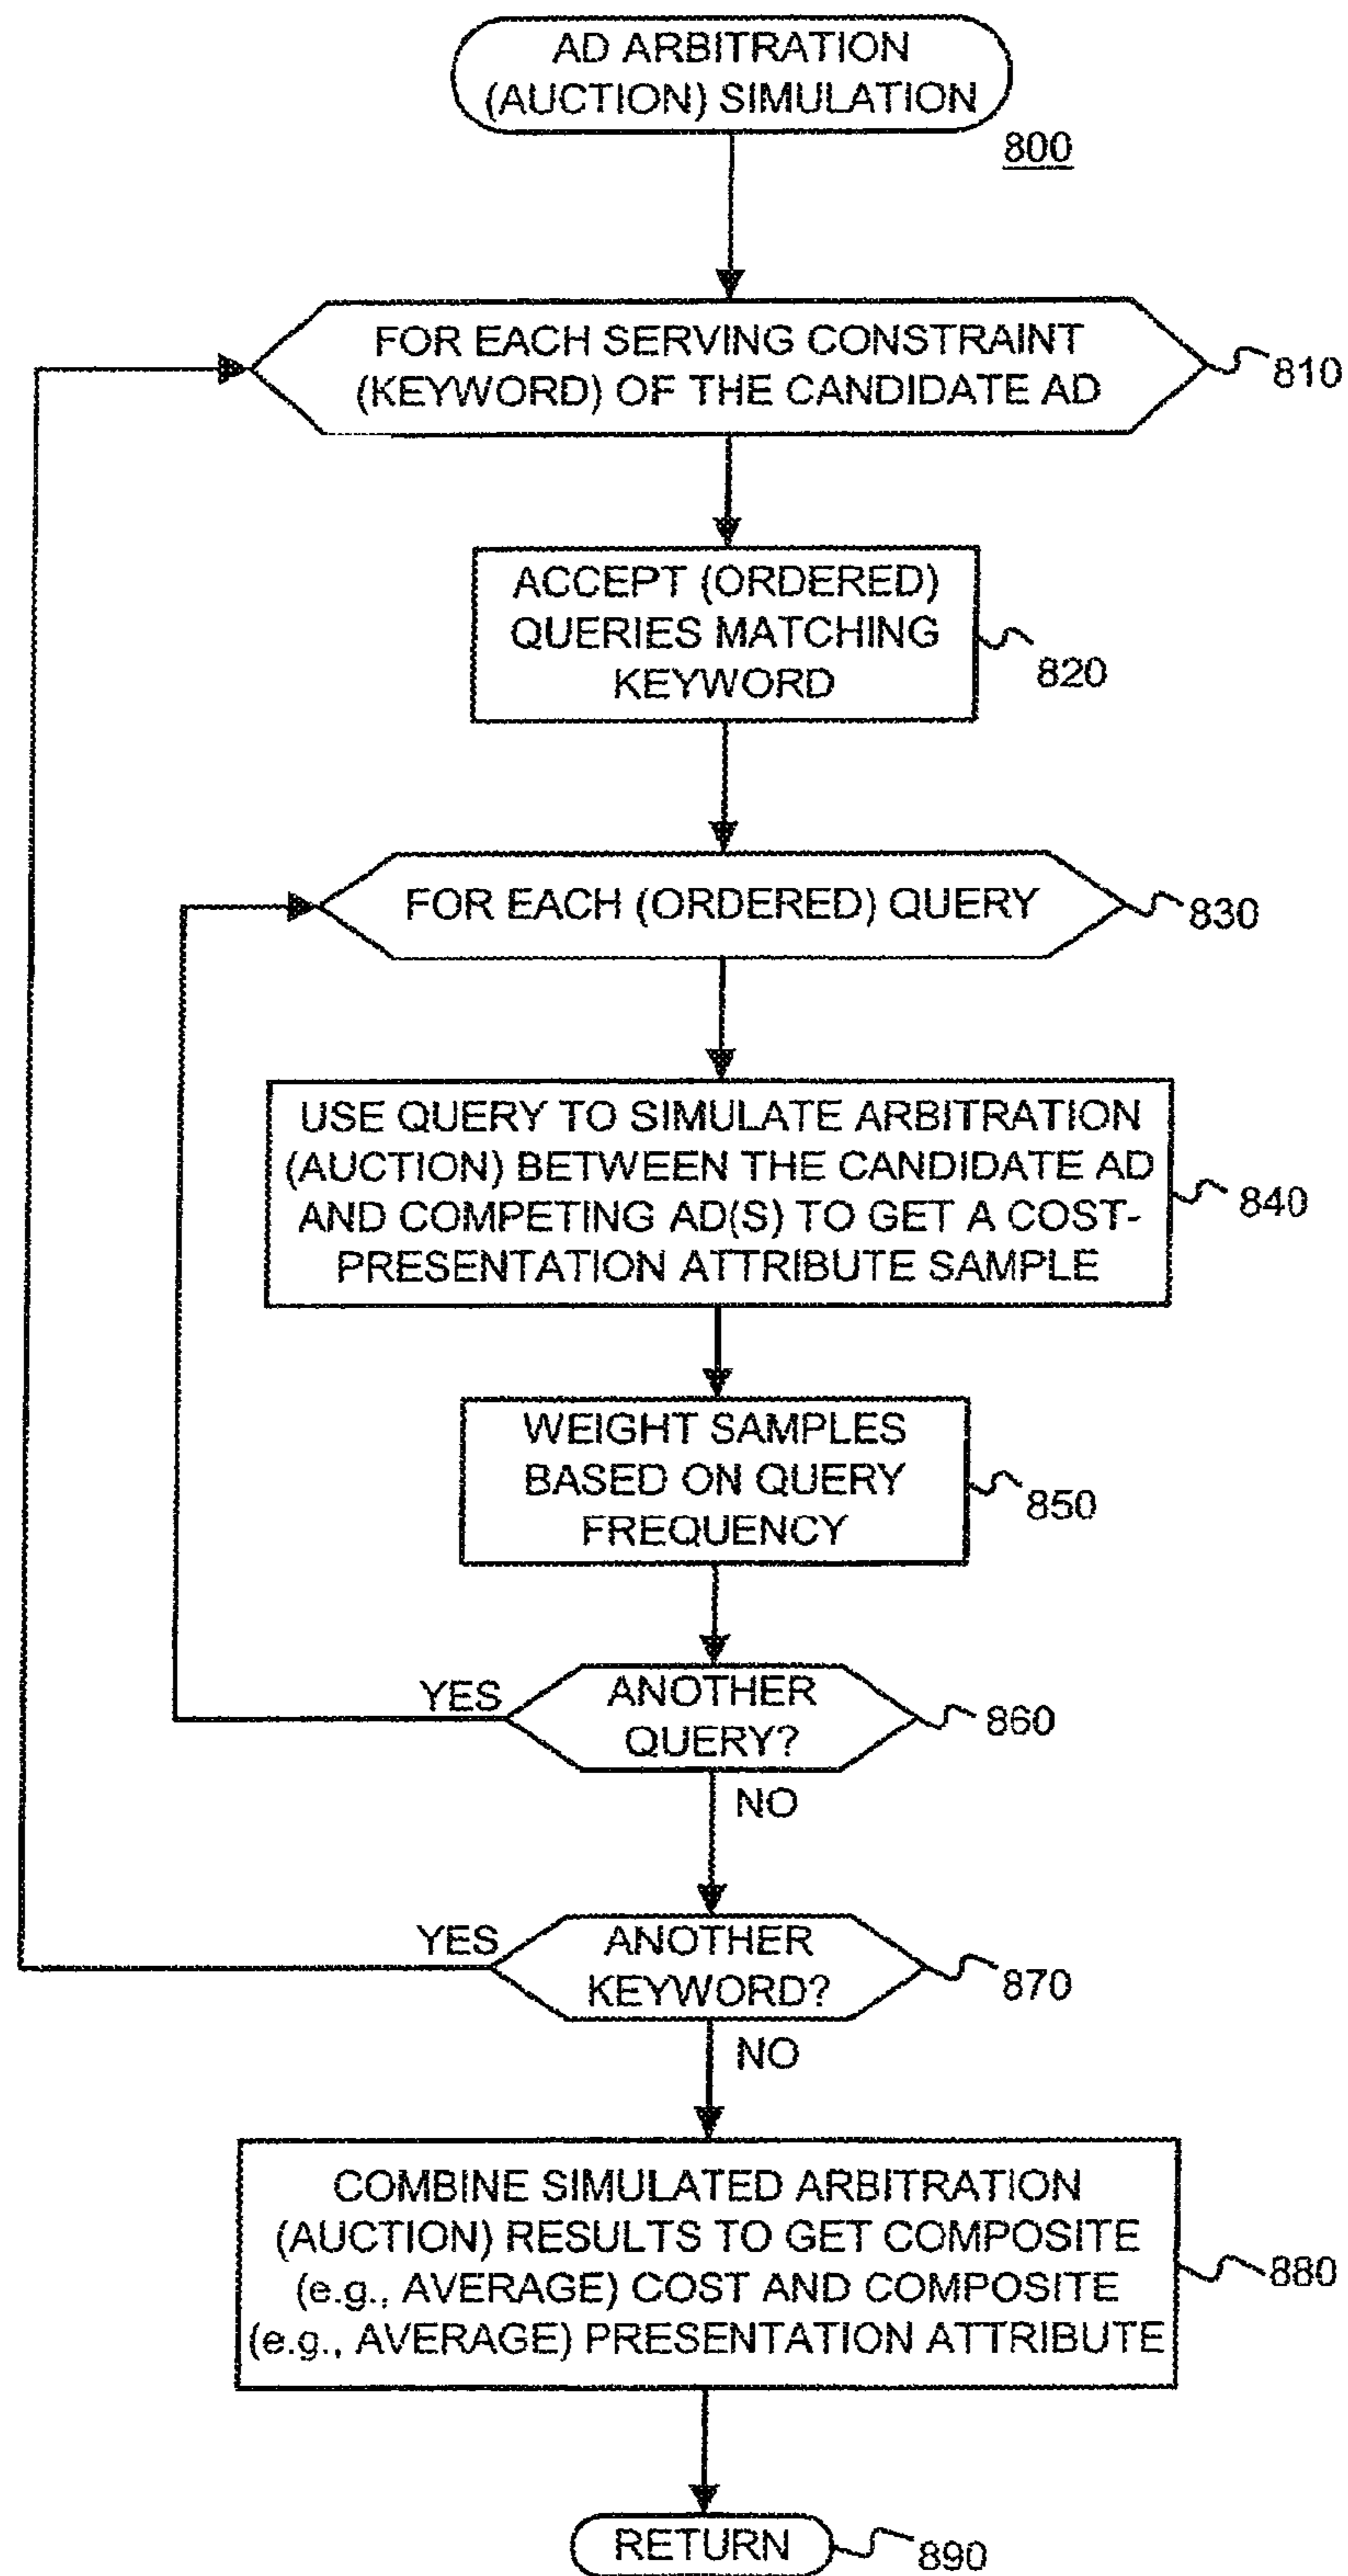 AD ARBITRATION
(AUCTION) SIMULATION
800
FOR EACH SERVING CONSTRAINT
(KEYWORD) OF THE CANDIDATE AD
810
ACCEPT (ORDERED)
QUERIES MATCHING
KEYWORD
820
FOR EACH (ORDERED) QUERY
830
USE QUERY TO SIMULATE ARBITRATION
(AUCTION) BETWEEN THE CANDIDATE AD
AND COMPETING AD(S) TO GET A COST-
PRESENTATION ATTRIBUTE SAMPLE
840
WEIGHT SAMPLES
BASED ON QUERY
FREQUENCY
850
YES
ANOTHER
QUERY?
860
NO
YES
ANOTHER
KEYWORD?
870
NO
COMBINE SIMULATED ARBITRATION
(AUCTION) RESULTS TO GET COMPOSITE
(e.g., AVERAGE) COST AND COMPOSITE
(e.g., AVERAGE) PRESENTATION ATTRIBUTE
880
RETURN
890